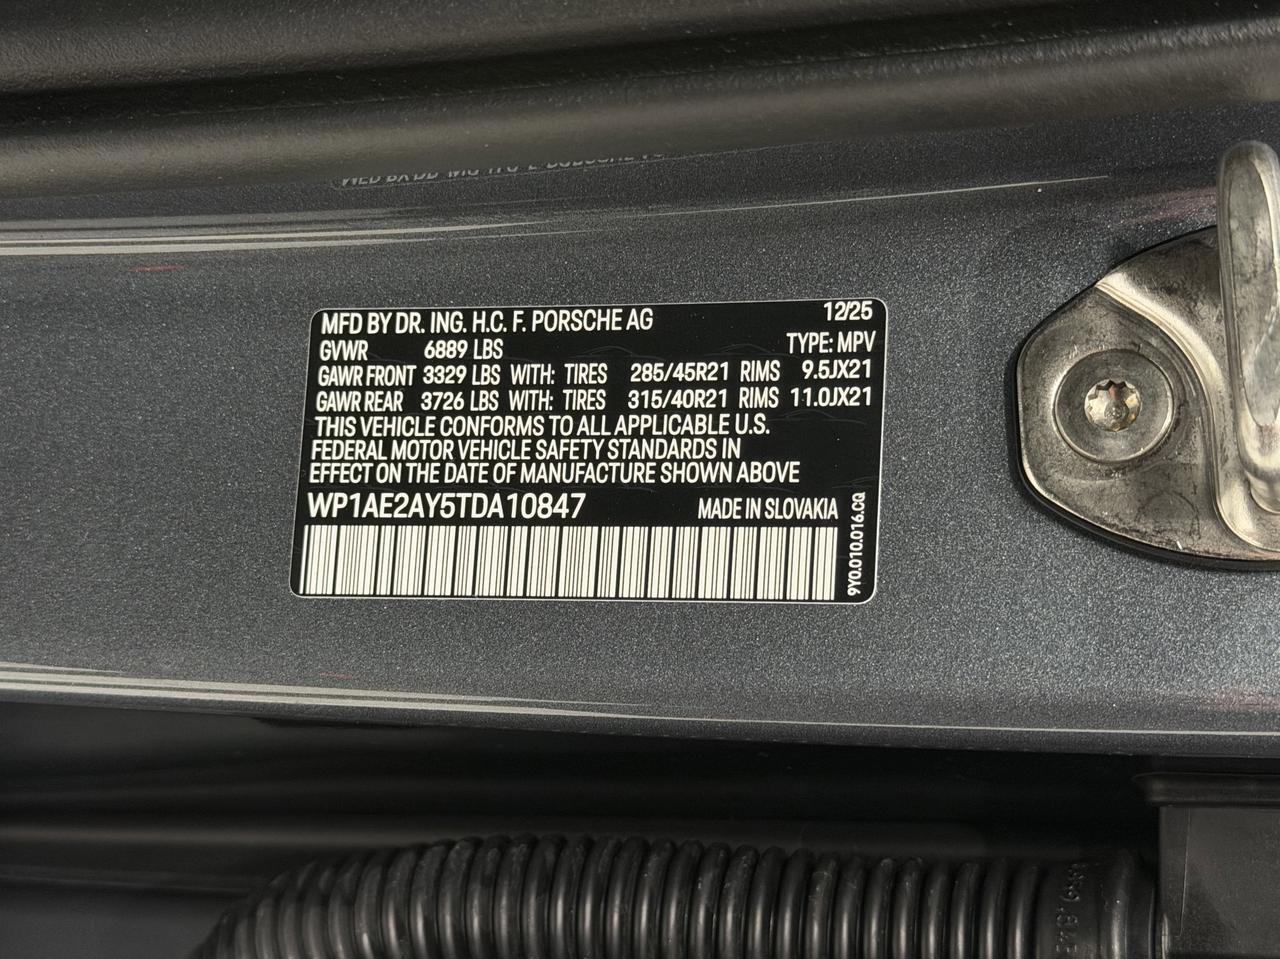 MFD BY DR. ING. H.C. F. PORSCHE AG 12/25
GVWR 6889 LBS TYPE: MPV
GAWR FRONT 3329 LBS WITH: TIRES 285/45R21 RIMS 9.5JX21
GAWR REAR 3726 LBS WITH: TIRES 315/40R21 RIMS 11.0JX21
THIS VEHICLE CONFORMS TO ALL APPLICABLE U.S.
FEDERAL MOTOR VEHICLE SAFETY STANDARDS IN
EFFECT ON THE DATE OF MANUFACTURE SHOWN ABOVE
WP1AE2AY5TDA10847 MADE IN SLOVAKIA
9Y0.010.016.CQ